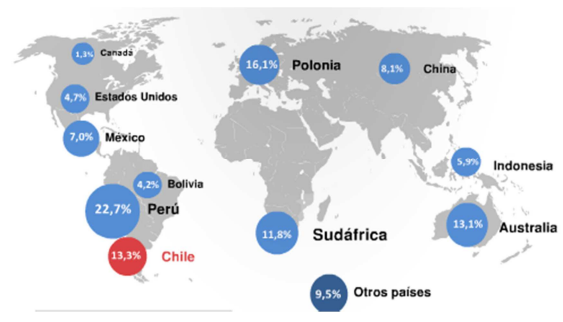 1,3% Canadá
16,1% Polonia
8,1% China
4,7% Estados Unidos
7,0% México
5,9% Indonesia
4,2% Bolivia
22,7% Perú
13,1% Australia
11,8% Sudáfrica
13,3% Chile
9,5% Otros países